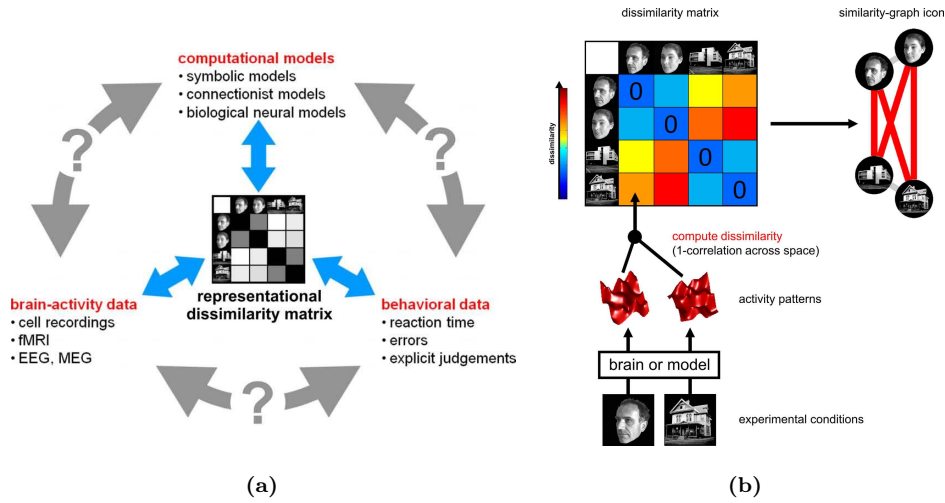 computational models
• symbolic models
• connectionist models
• biological neural models
?
?
representational
dissimilarity matrix
brain-activity data
• cell recordings
• fMRI
• EEG, MEG
behavioral data
• reaction time
• errors
• explicit judgements
?
(a)
dissimilarity matrix
similarity-graph icon
dissimilarity
0
0
0
0
compute dissimilarity
(1-correlation across space)
activity patterns
brain or model
experimental conditions
(b)